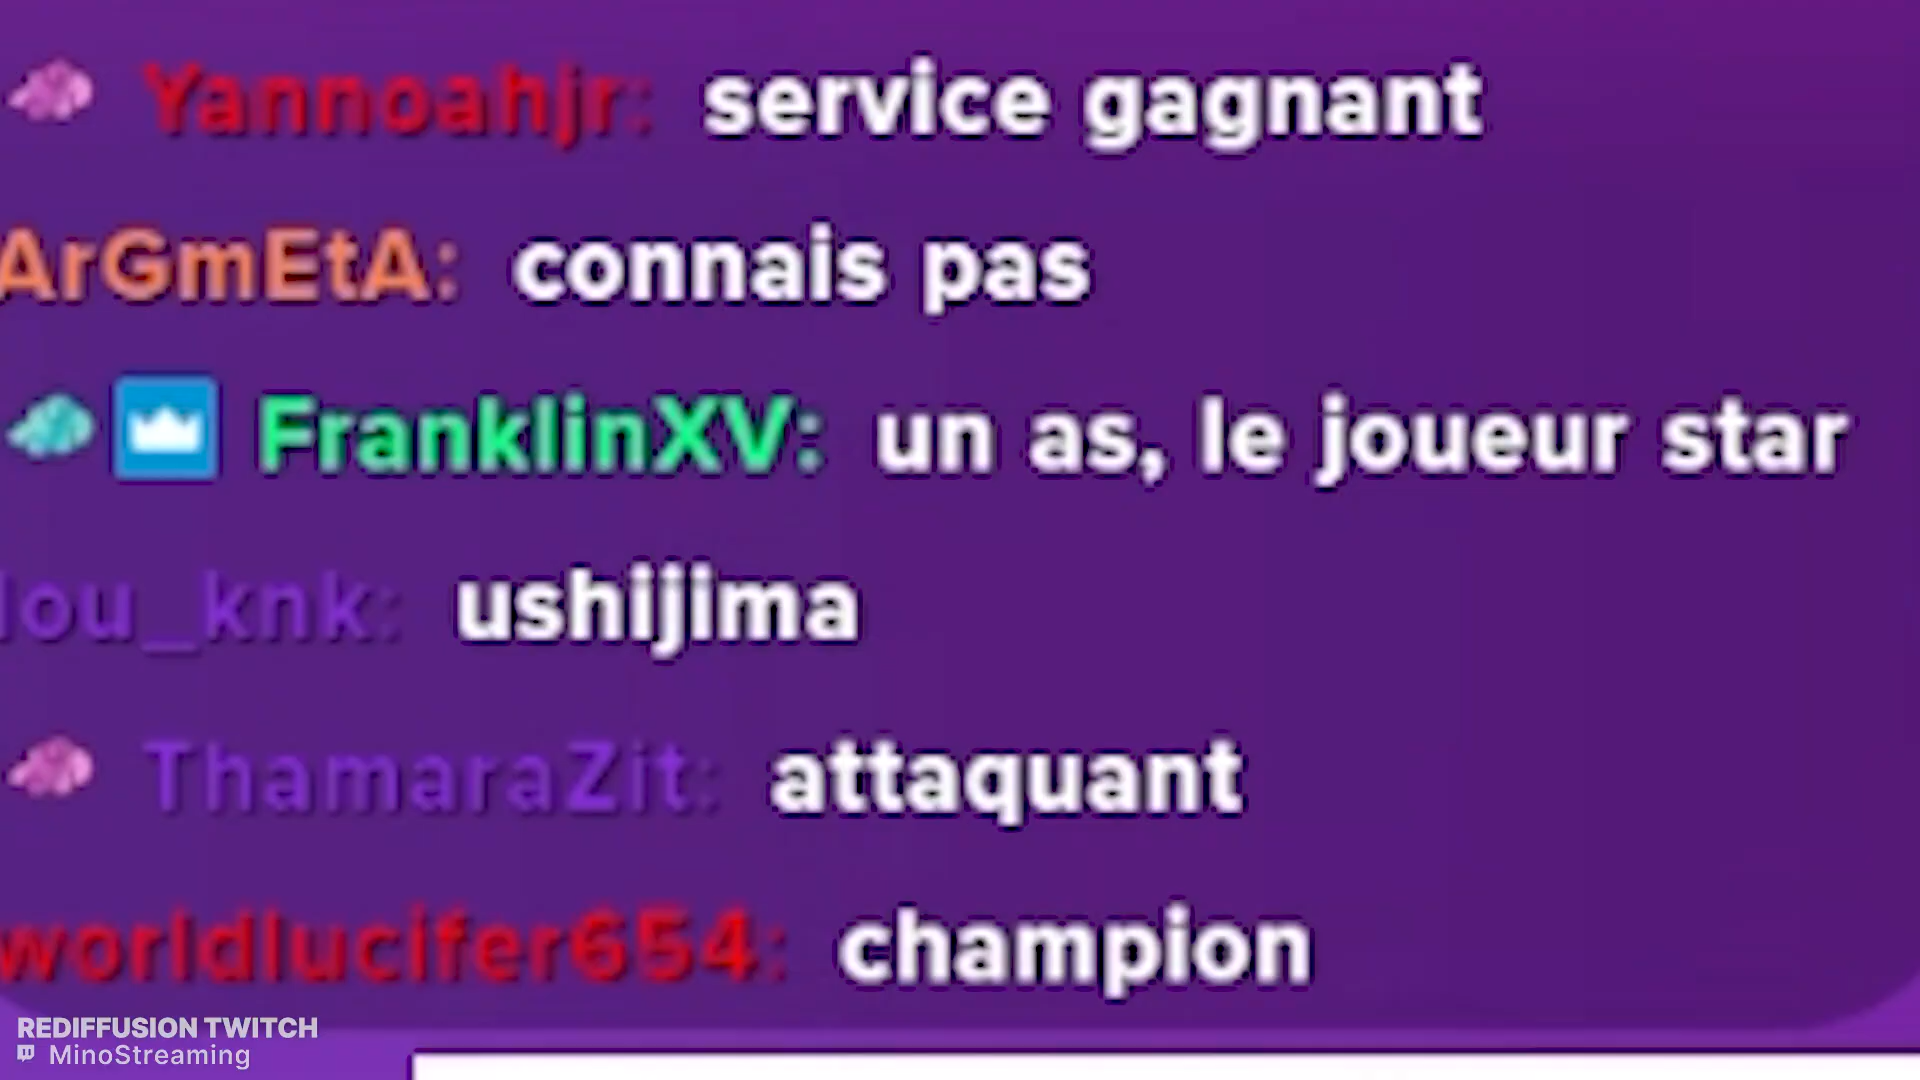 Yannoahjr: service gagnant
ArGmEtA: connais pas
FranklinXV: un as, le joueur star
lou_knk: ushijima
ThamaraZit: attaquant
worldlucifer654: champion
REDIFFUSION TWITCH
MinoStreaming